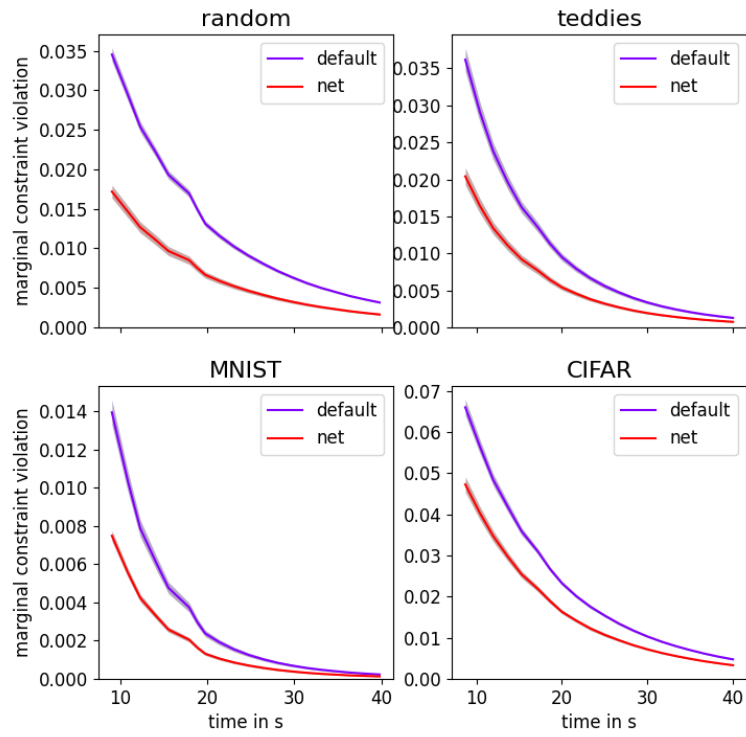 random
0.035
0.030
0.025
0.020
0.015
0.010
0.005
0.000
marginal constraint violation
default
net
teddies
0.035
0.030
0.025
0.020
0.015
0.010
0.005
0.000
default
net
MNIST
0.014
0.012
0.010
0.008
0.006
0.004
0.002
0.000
marginal constraint violation
default
net
10 20 30 40
time in s
CIFAR
0.07
0.06
0.05
0.04
0.03
0.02
0.01
0.00
default
net
10 20 30 40
time in s